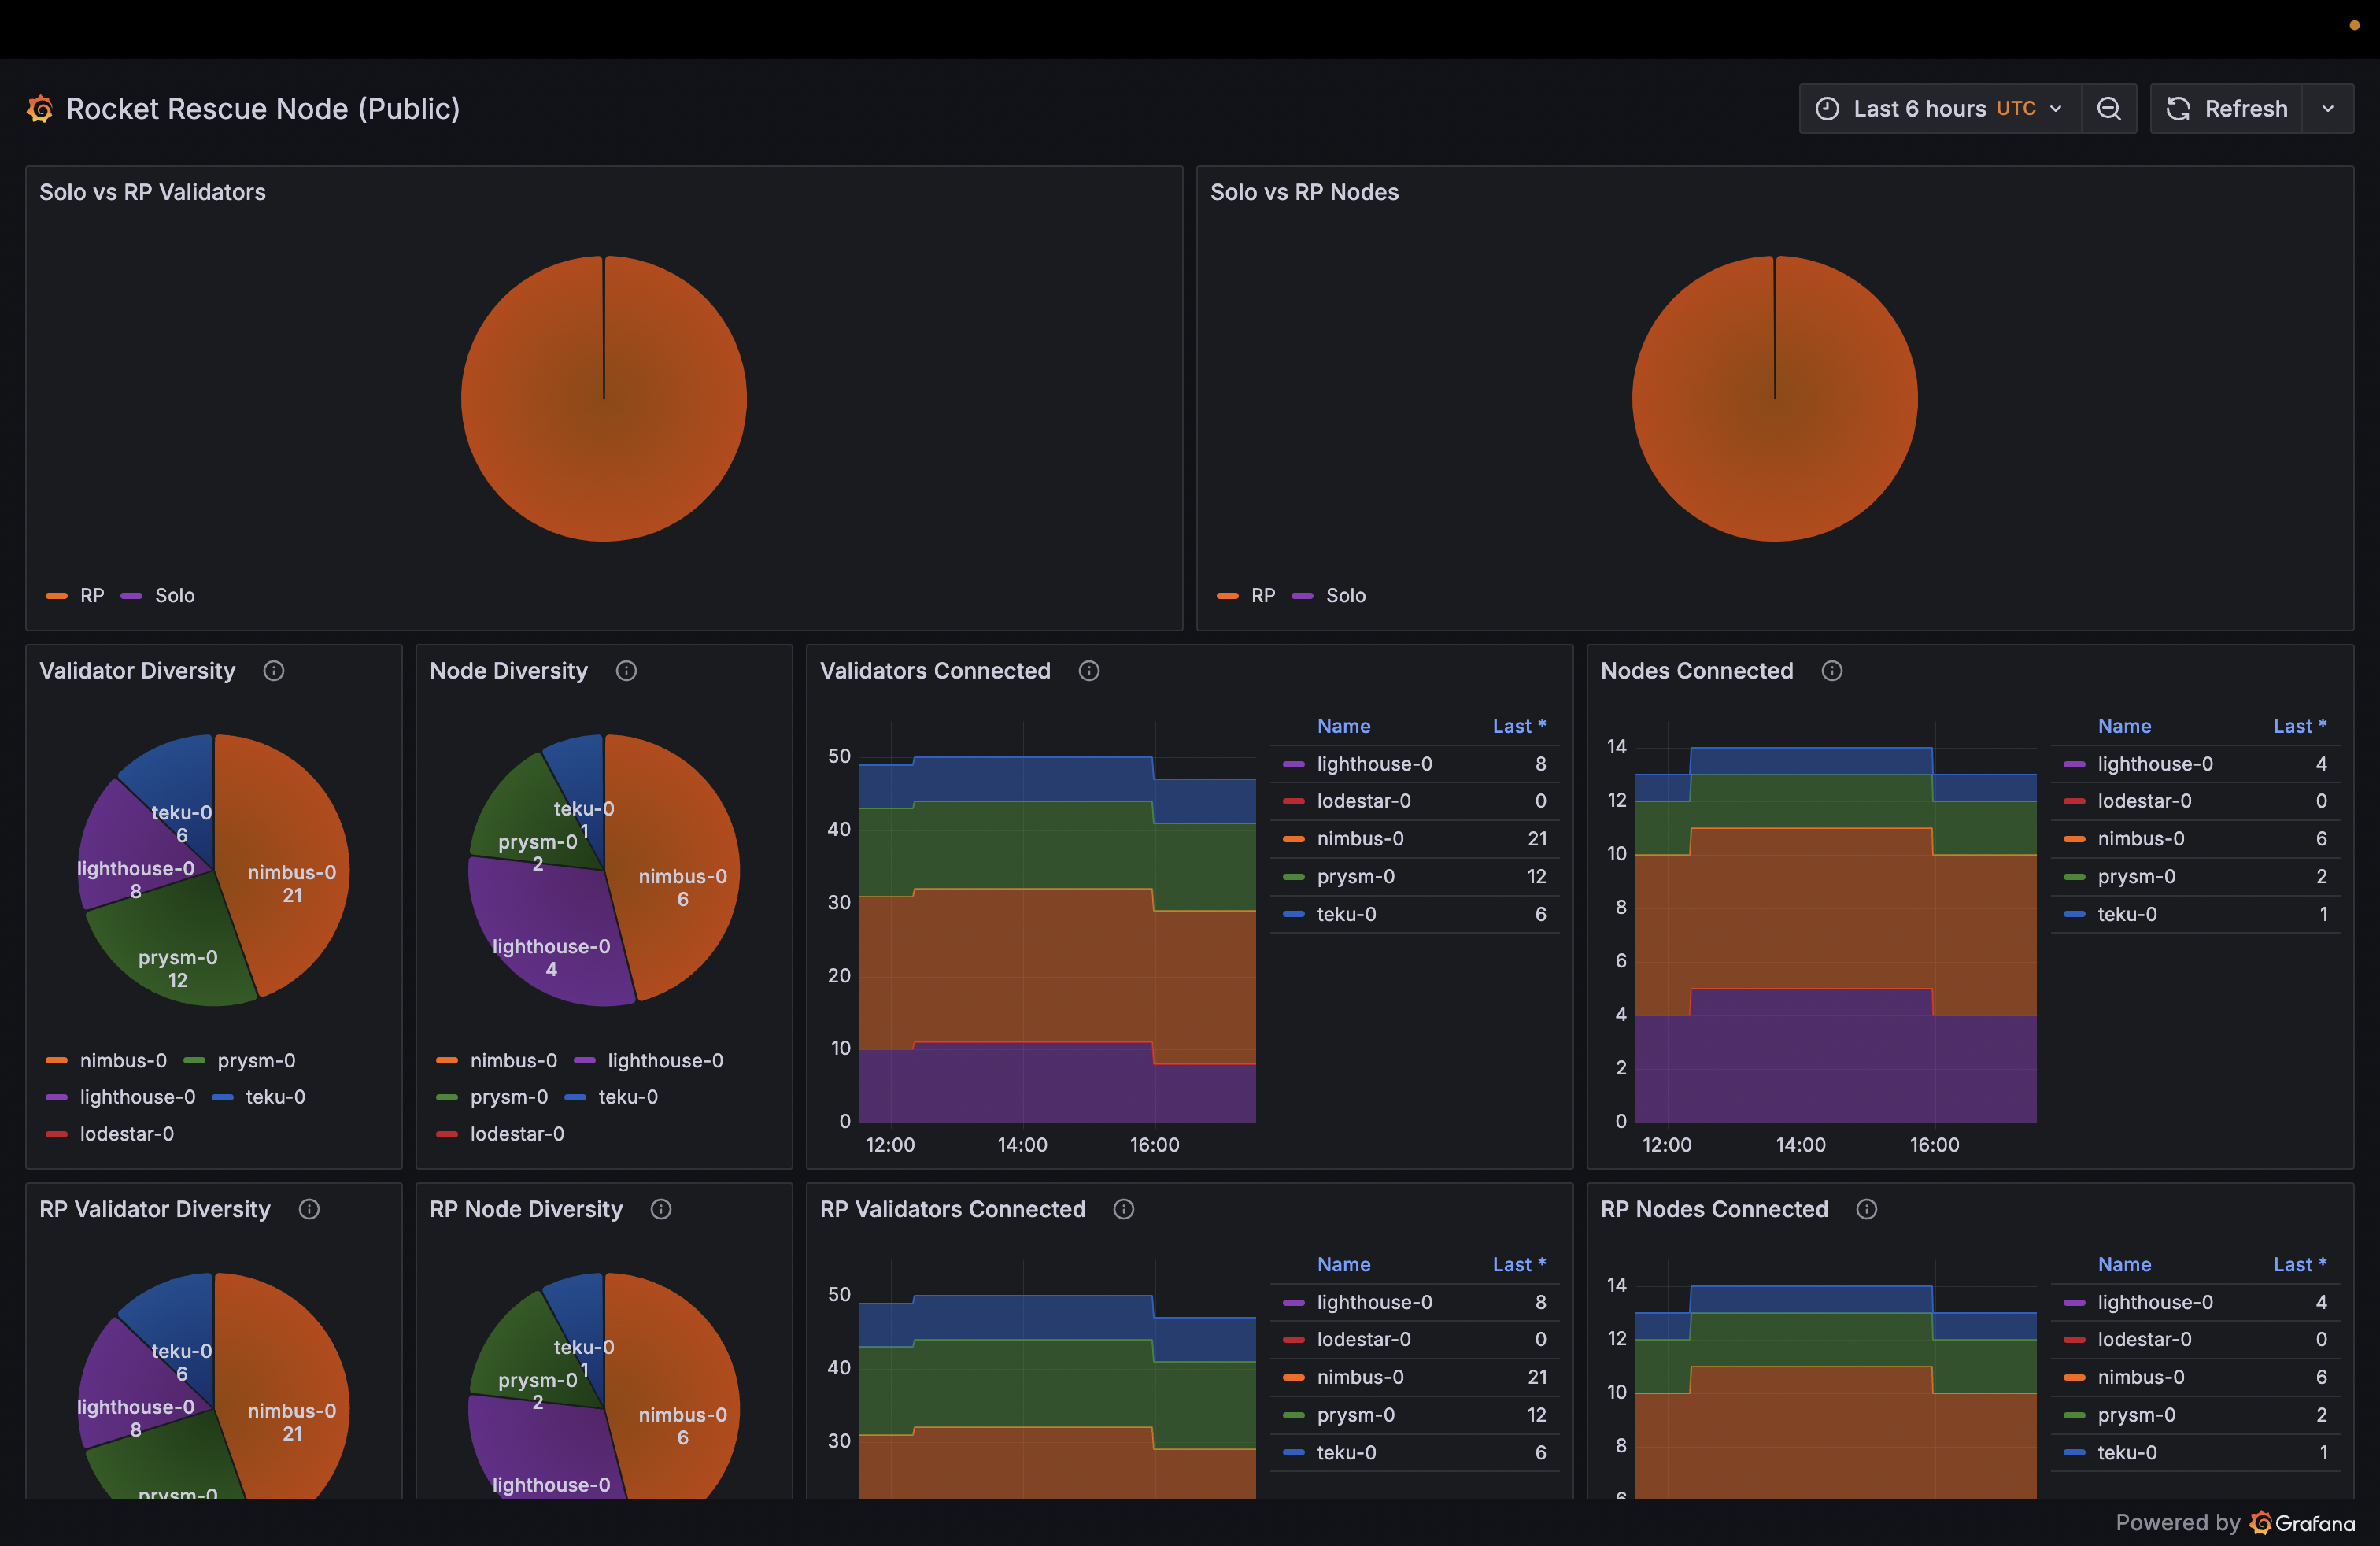 Rocket Rescue Node (Public)
Last 6 hours UTC
Refresh
Solo vs RP Validators
RP Solo
Solo vs RP Nodes
RP Solo
Validator Diversity
teku-0
6
lighthouse-0
8
nimbus-0
21
prysm-0
12
nimbus-0 prysm-0
lighthouse-0 teku-0
lodestar-0
Node Diversity
teku-0
1
prysm-0
2
nimbus-0
6
lighthouse-0
4
nimbus-0 lighthouse-0
prysm-0 teku-0
lodestar-0
Validators Connected
50
40
30
20
10
0
12:00 14:00 16:00
Name Last *
lighthouse-0 8
lodestar-0 0
nimbus-0 21
prysm-0 12
teku-0 6
Nodes Connected
14
12
10
8
6
4
2
0
12:00 14:00 16:00
Name Last *
lighthouse-0 4
lodestar-0 0
nimbus-0 6
prysm-0 2
teku-0 1
RP Validator Diversity
teku-0
6
lighthouse-0
8
nimbus-0
21
prysm-0
RP Node Diversity
teku-0
1
prysm-0
2
nimbus-0
6
lighthouse-0
RP Validators Connected
50
40
30
Name Last *
lighthouse-0 8
lodestar-0 0
nimbus-0 21
prysm-0 12
teku-0 6
RP Nodes Connected
14
12
10
8
6
Name Last *
lighthouse-0 4
lodestar-0 0
nimbus-0 6
prysm-0 2
teku-0 1
Powered by Grafana